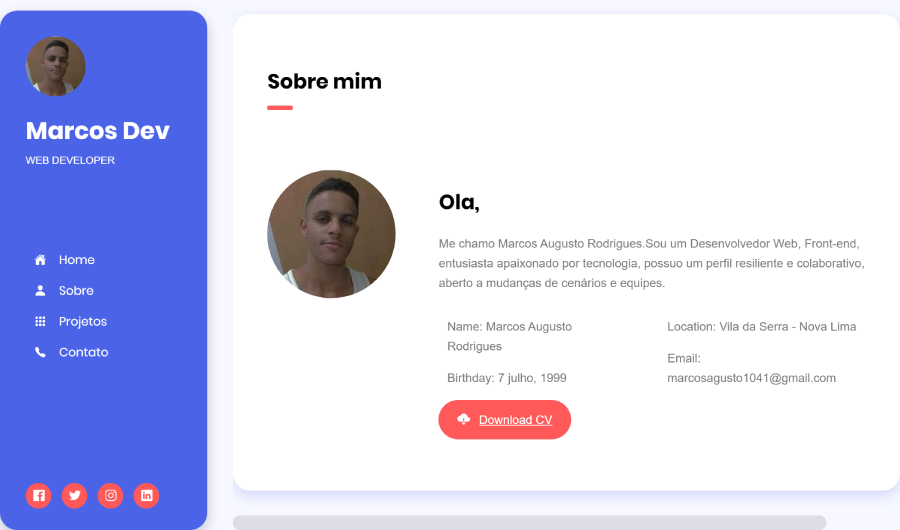 Marcos Dev
WEB DEVELOPER
Home
Sobre
Projetos
Contato
Sobre mim
Ola,
Me chamo Marcos Augusto Rodrigues.Sou um Desenvolvedor Web, Front-end,
entusiasta apaixonado por tecnologia, possuo um perfil resiliente e colaborativo,
aberto a mudanças de cenários e equipes.
Name: Marcos Augusto
Rodrigues
Birthday: 7 julho, 1999
Location: Vila da Serra - Nova Lima
Email:
marcosagusto1041@gmail.com
Download CV